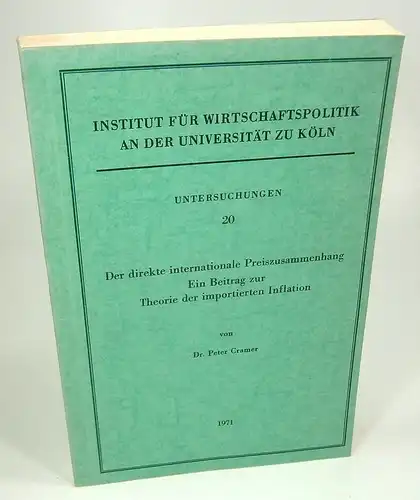 INSTITUT FÜR WIRTSCHAFTSPOLITIK
AN DER UNIVERSITÄT ZU KÖLN
UNTERSUCHUNGEN
20
Der direkte internationale Preiszusammenhang
Ein Beitrag zur
Theorie der importierten Inflation
von
Dr. Peter Cramer
1971